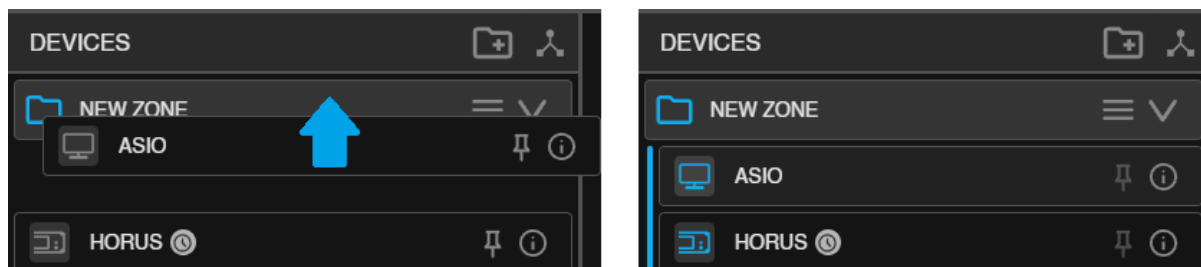 DEVICES
NEW ZONE
ASIO
HORUS
DEVICES
NEW ZONE
ASIO
HORUS